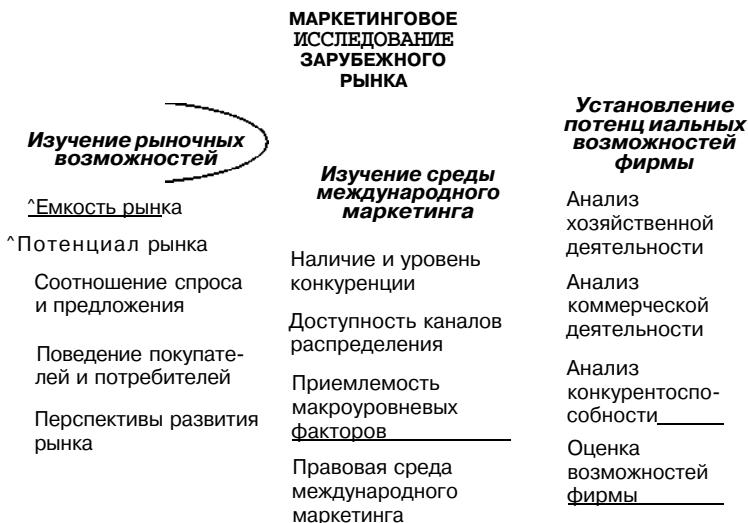 МАРКЕТИНГОВОЕ
ИССЛЕДОВАНИЕ
ЗАРУБЕЖНОГО
РЫНКА
Изучение рыночных
возможностей
^Емкость рынка
^Потенциал рынка
Соотношение спроса
и предложения
Поведение покупате-
лей и потребителей
Перспективы развития
рынка
Изучение среды
международного
маркетинга
Наличие и уровень
конкуренции
Доступность каналов
распределения
Приемлемость
макроуровневых
факторов
Правовая среда
международного
маркетинга
Установление
потенц иальных
возможностей
фирмы
Анализ
хозяйственной
деятельности
Анализ
коммерческой
деятельности
Анализ
конкурентоспо-
собности
Оценка
возможностей
фирмы